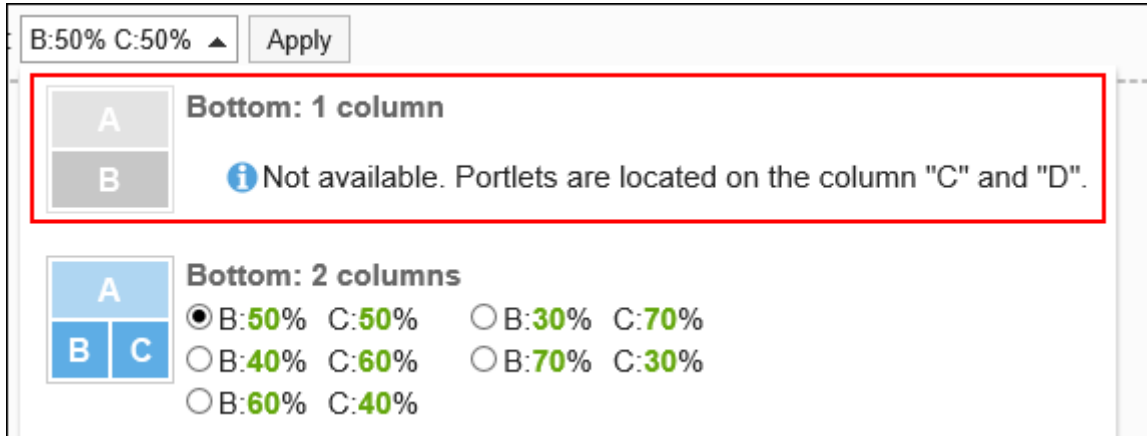 B:50% C:50% ▲ Apply
A
B
Bottom: 1 column
Not available. Portlets are located on the column "C" and "D".
A
B C
Bottom: 2 columns
B:50% C:50% B:30% C:70%
B:40% C:60% B:70% C:30%
B:60% C:40%